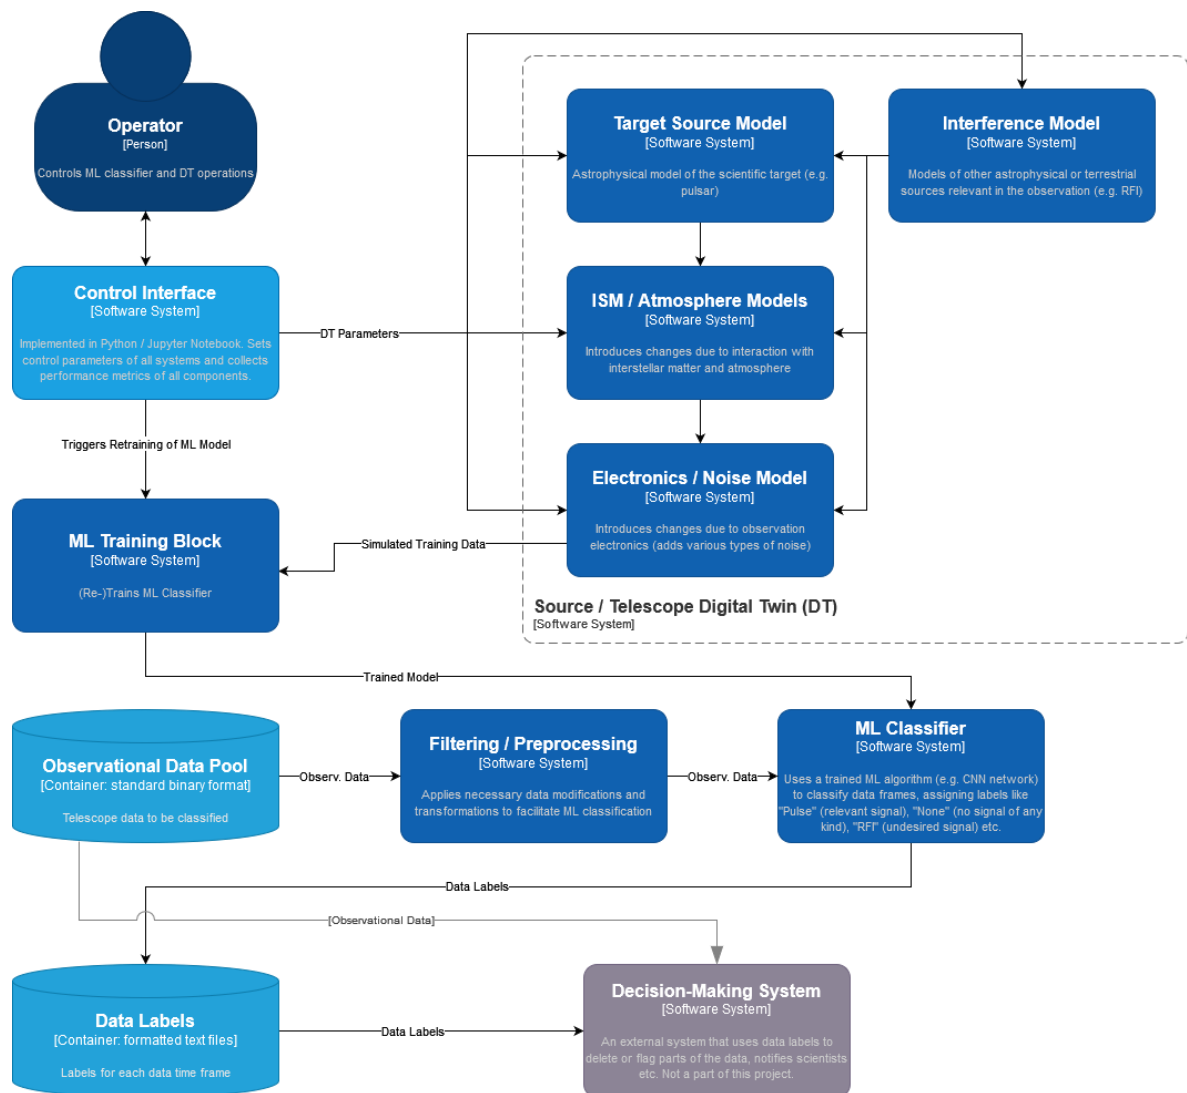 Operator
[Person]
Controls ML classifier and DT operations
Target Source Model
[Software System]
Astrophysical model of the scientific target (e.g.
pulsar)
Interference Model
[Software System]
Models of other astrophysical or terrestrial
sources relevant in the observation (e.g. RFI)
Control Interface
[Software System]
Implemented in Python / Jupyter Notebook. Sets
control parameters of all systems and collects
performance metrics of all components.
DT Parameters
ISM / Atmosphere Models
[Software System]
Introduces changes due to interaction with
interstellar matter and atmosphere
Triggers Retraining of ML Model
Electronics / Noise Model
[Software System]
Introduces changes due to observation
electronics (adds various types of noise)
ML Training Block
[Software System]
(Re-)Trains ML Classifier
Simulated Training Data
Source / Telescope Digital Twin (DT)
[Software System]
Trained Model
Observational Data Pool
[Container: standard binary format]
Telescope data to be classified
Observ. Data
Filtering / Preprocessing
[Software System]
Applies necessary data modifications and
transformations to facilitate ML classification
Observ. Data
ML Classifier
[Software System]
Uses a trained ML algorithm (e.g. CNN network)
to classify data frames, assigning labels like
"Pulse" (relevant signal), "None" (no signal of any
kind), "RFI" (undesired signal) etc.
Data Labels
[Observational Data]
Data Labels
[Container: formatted text files]
Labels for each data time frame
Data Labels
Decision-Making System
[Software System]
An external system that uses data labels to
delete or flag parts of the data, notifies scientists
etc. Not a part of this project.